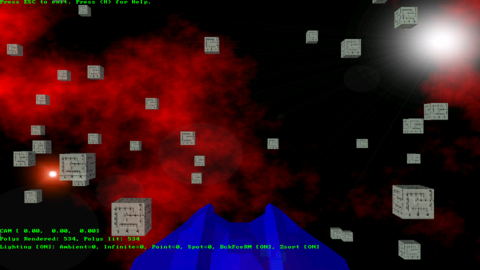 Press ESC to exit, Press (H) for Help.
CAM [ 0.00,  0.00,  0.00]
Polys Rendered: 534, Polys lit: 534
Lighting [ON]: Ambient=0, Infinite=0, Point=0, Spot=0, BckFceRM [ON], Zsort [ON]